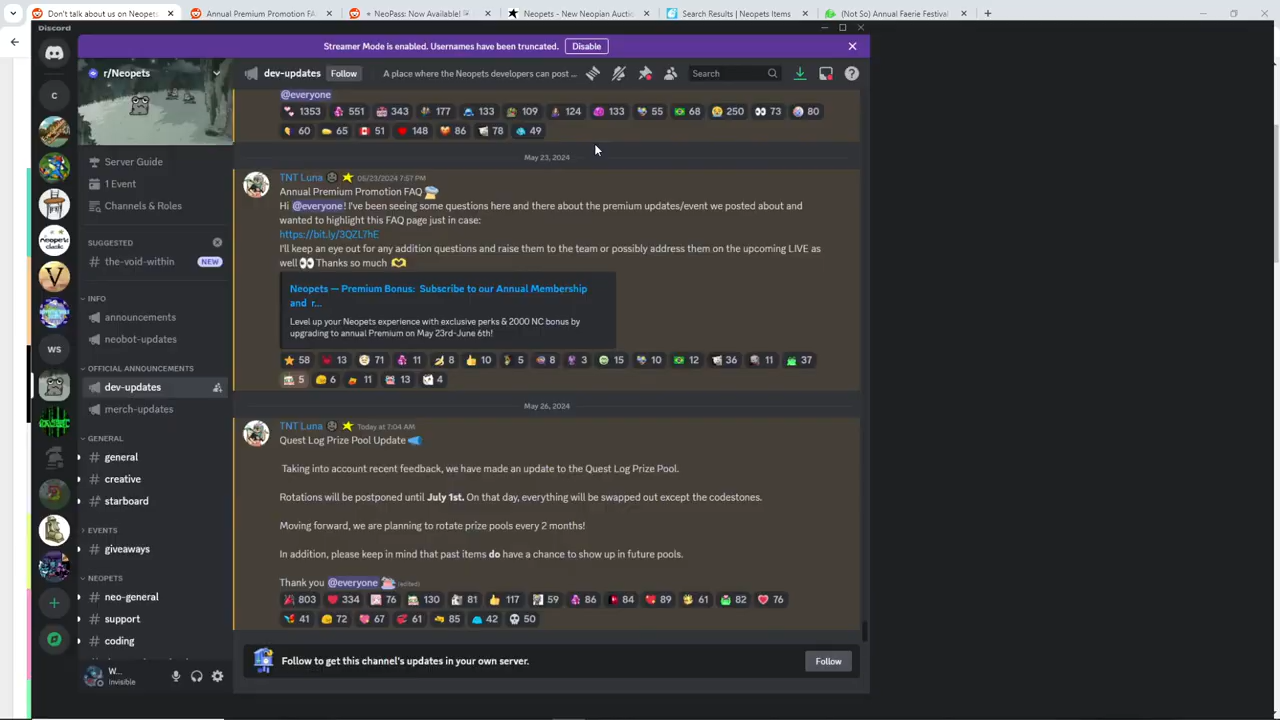 Don't talk about us on Neopets
Annual Premium Promotion FA
NeoPass: Now Available!
Neopets - New Neopian Aucti
Search Results | Neopets Items
(Not So) Annual Faerie Festival
Discord
Streamer Mode is enabled. Usernames have been truncated.
Disable
r/Neopets
dev-updates
Follow
A place where the Neopets developers can post ...
Search
Server Guide
1 Event
Channels & Roles
SUGGESTED
the-void-within
NEW
INFO
announcements
neobot-updates
OFFICIAL ANNOUNCEMENTS
dev-updates
merch-updates
GENERAL
general
creative
starboard
EVENTS
giveaways
NEOPETS
neo-general
support
coding
W...
Invisible
C
WS
@everyone
1353 551 343 177 133 109 124 133 55 68 250 73 80
60 65 51 148 86 78 49
May 23, 2024
TNT Luna 05/23/2024 7:57 PM
Annual Premium Promotion FAQ
Hi @everyone! I've been seeing some questions here and there about the premium updates/event we posted about and
wanted to highlight this FAQ page just in case:
https://bit.ly/3QZL7hE
I'll keep an eye out for any addition questions and raise them to the team or possibly address them on the upcoming LIVE as
well Thanks so much
Neopets — Premium Bonus: Subscribe to our Annual Membership
and r...
Level up your Neopets experience with exclusive perks & 2000 NC bonus by
upgrading to annual Premium on May 23rd-June 6th!
58 13 71 11 8 10 5 8 3 15 10 12 36 11 37
5 6 11 13 4
May 26, 2024
TNT Luna Today at 7:04 AM
Quest Log Prize Pool Update
Taking into account recent feedback, we have made an update to the Quest Log Prize Pool.
Rotations will be postponed until July 1st. On that day, everything will be swapped out except the codestones.
Moving forward, we are planning to rotate prize pools every 2 months!
In addition, please keep in mind that past items do have a chance to show up in future pools.
Thank you @everyone (edited)
803 334 76 130 81 117 59 86 84 89 61 82 76
41 72 67 61 85 42 50
Follow to get this channel's updates in your own server.
Follow